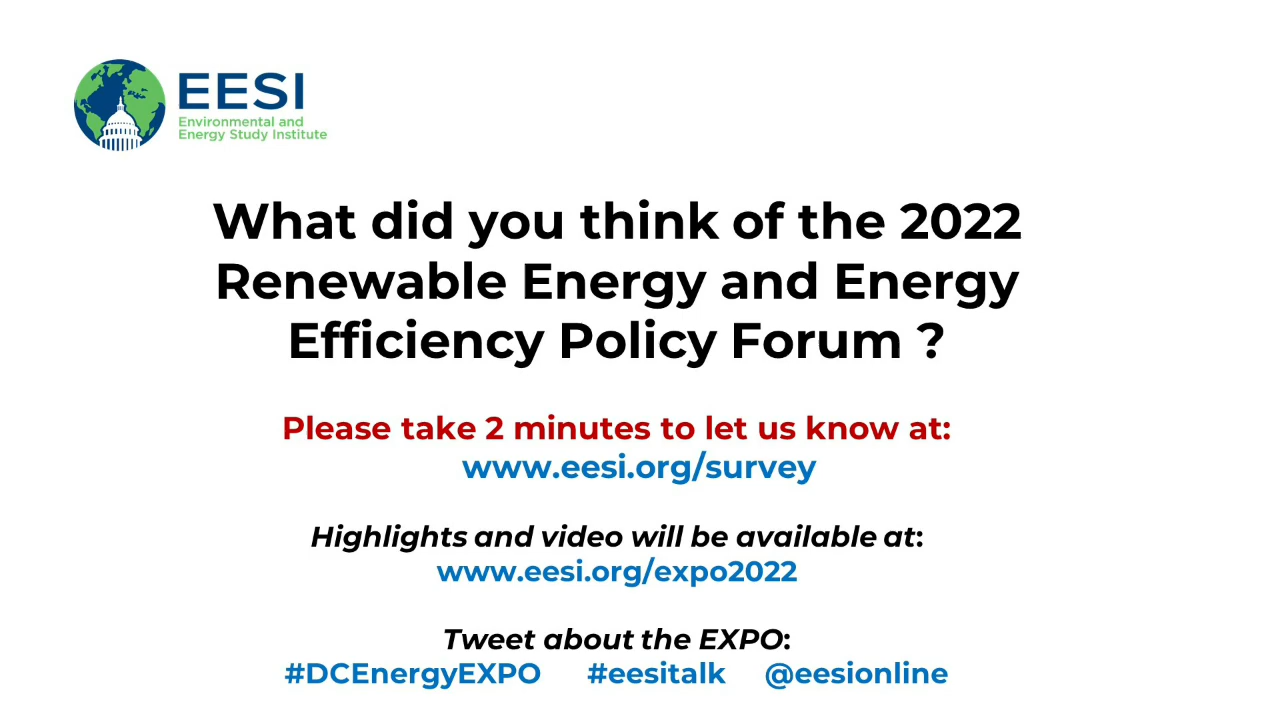 EESI
Environmental and
Energy Study Institute
What did you think of the 2022
Renewable Energy and Energy
Efficiency Policy Forum ?
Please take 2 minutes to let us know at:
www.eesi.org/survey
Highlights and video will be available at:
www.eesi.org/expo2022
Tweet about the EXPO:
#DCEnergyEXPO #eesitalk @eesionline